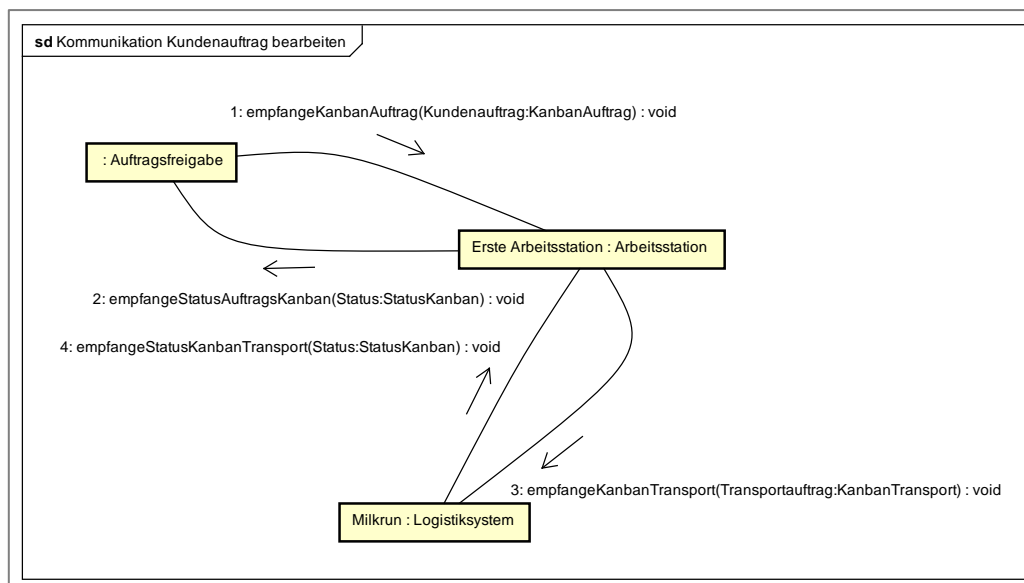 sd Kommunikation Kundenauftrag bearbeiten
1: empfangeKanbanAuftrag(Kundenauftrag:KanbanAuftrag) : void
: Auftragsfreigabe
Erste Arbeitsstation : Arbeitsstation
2: empfangeStatusAuftragsKanban(Status:StatusKanban) : void
4: empfangeStatusKanbanTransport(Status:StatusKanban) : void
3: empfangeKanbanTransport(Transportauftrag:KanbanTransport) : void
Milkrun : Logistiksystem